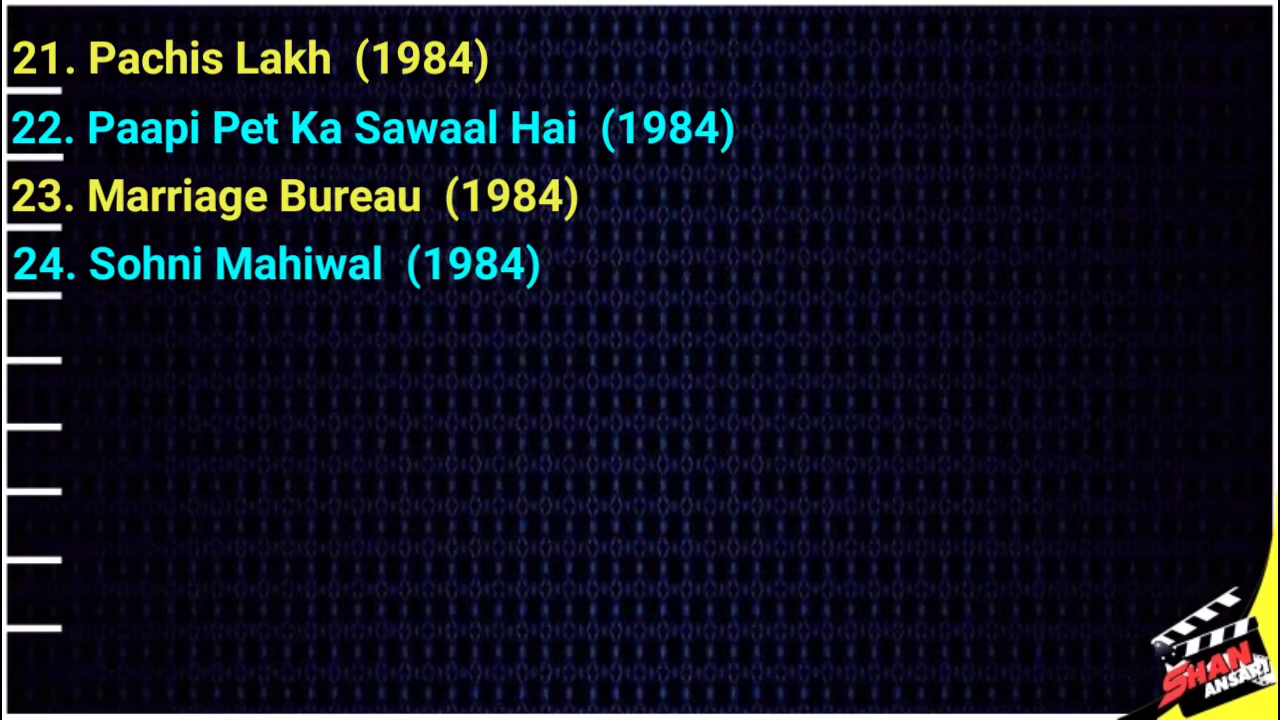 21. Pachis Lakh (1984)
22. Paapi Pet Ka Sawaal Hai (1984)
23. Marriage Bureau (1984)
24. Sohni Mahiwal (1984)
SHAN
ANSARI